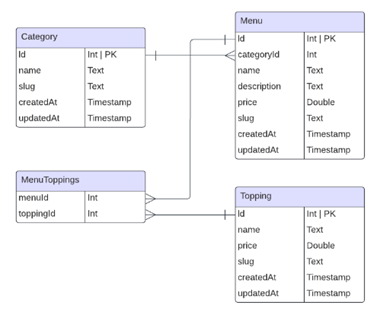 Category
Id Int | PK
name Text
slug Text
createdAt Timestamp
updatedAt Timestamp
Menu
Id Int | PK
categoryId Int
name Text
description Text
price Double
slug Text
createdAt Timestamp
updatedAt Timestamp
MenuToppings
menuId Int
toppingId Int
Topping
Id Int | PK
name Text
price Double
slug Text
createdAt Timestamp
updatedAt Timestamp